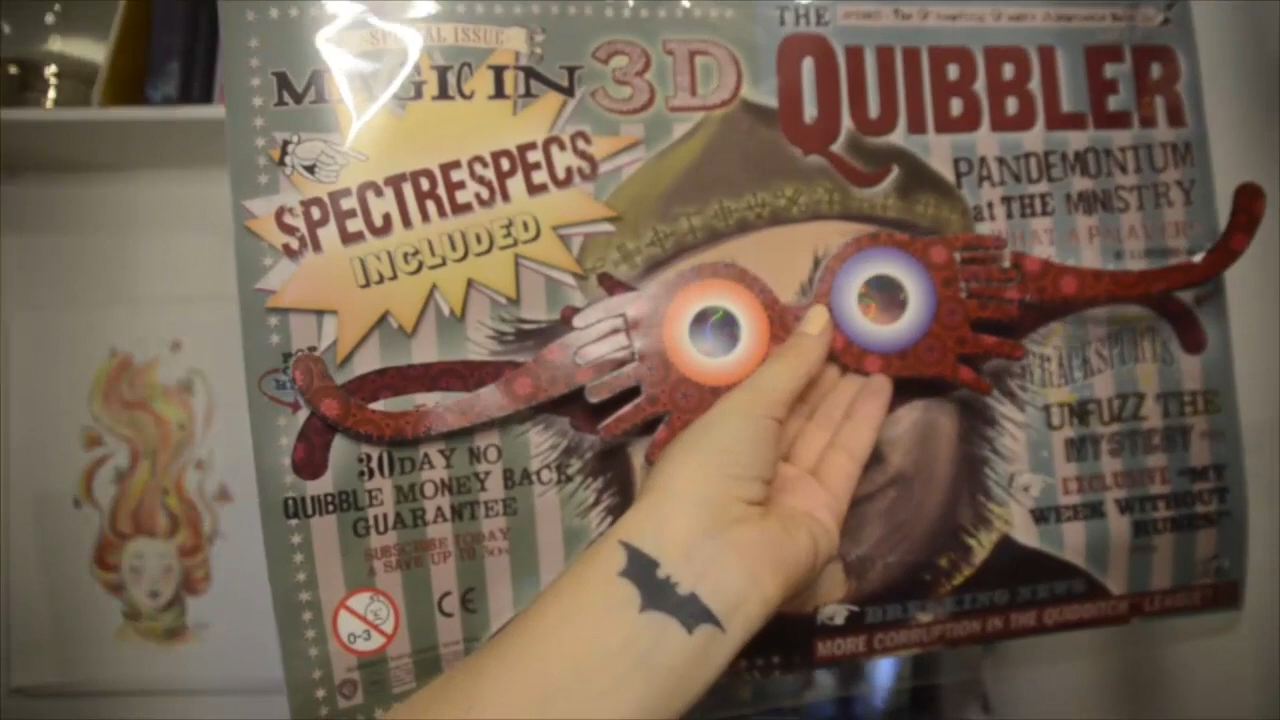 SPECIAL ISSUE
MAGIC IN 3D
SPECTRESPECS
INCLUDED
30 DAY NO
QUIBBLE MONEY BACK
GUARANTEE
SUBSCRIBE TODAY
& SAVE UP TO
0-3
CE
THE
QUIBBLER
PANDEMONIUM
at THE MINISTRY
WHAT A PALAVER!
WRACKSPURTS
UNFUZZ THE
MYSTERY
EXCLUSIVE "MY
WEEK WITHOUT
RUNES"
BREAKING NEWS
MORE CORRUPTION IN THE QUIDDITCH LEAGUE